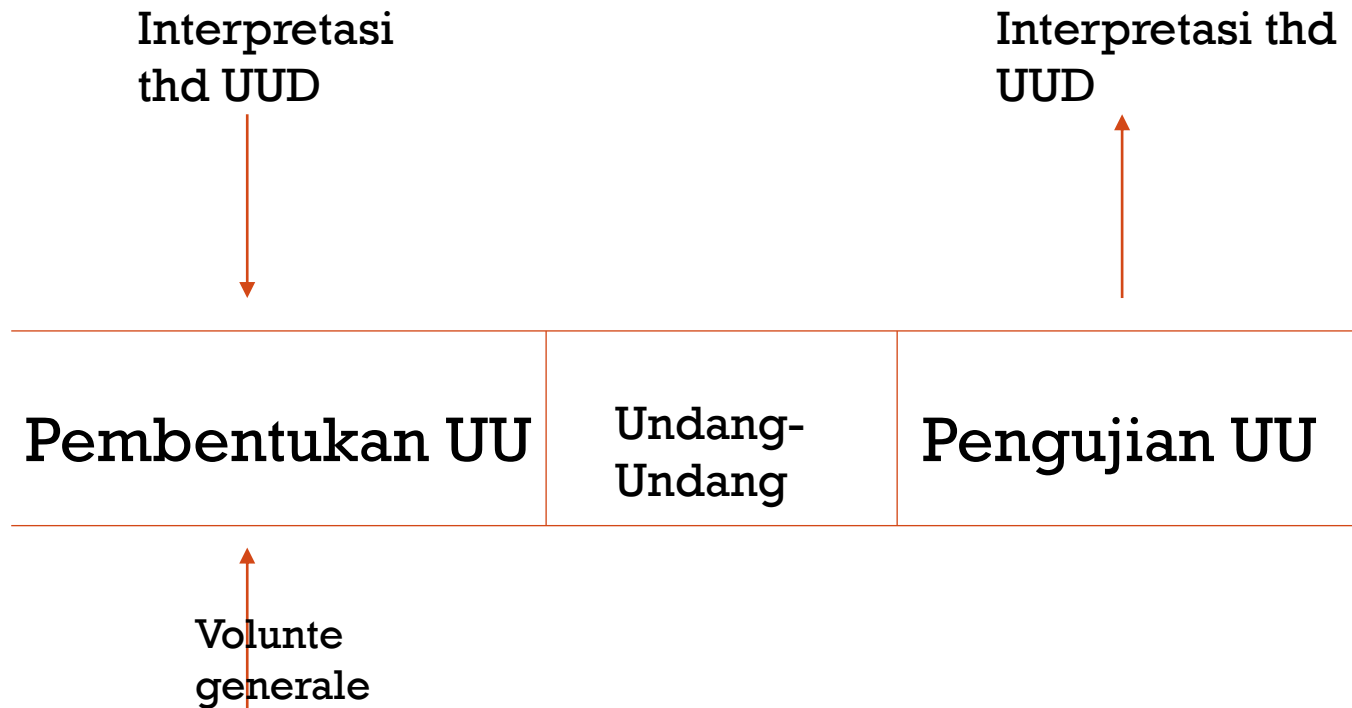 Interpretasi
thd UUD
Interpretasi thd
UUD
Pembentukan UU
Undang-
Undang
Pengujian UU
Volunte
generale